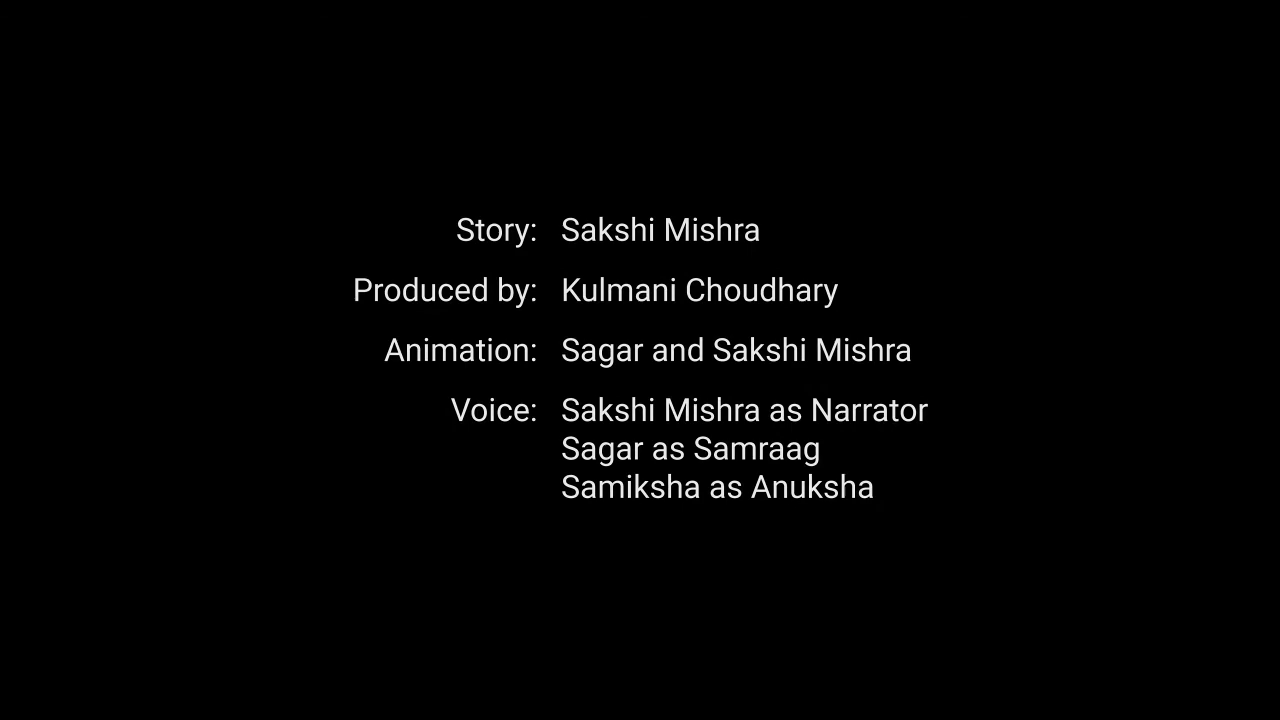 Story: Sakshi Mishra
Produced by: Kulmani Choudhary
Animation: Sagar and Sakshi Mishra
Voice: Sakshi Mishra as Narrator
Sagar as Samraag
Samiksha as Anuksha